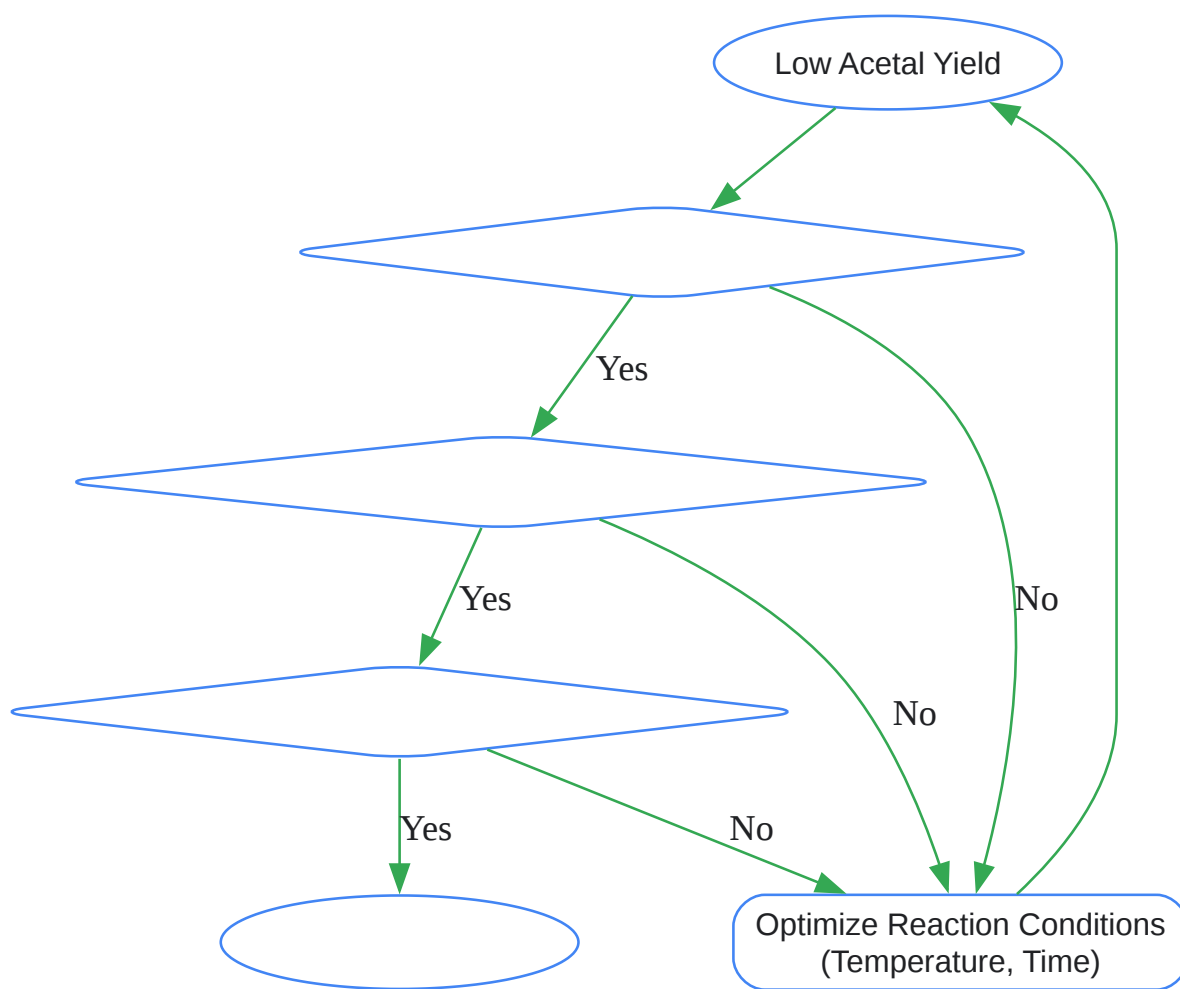 Low Acetal Yield
Yes
Yes
No
No
Yes
No
Optimize Reaction Conditions
(Temperature, Time)